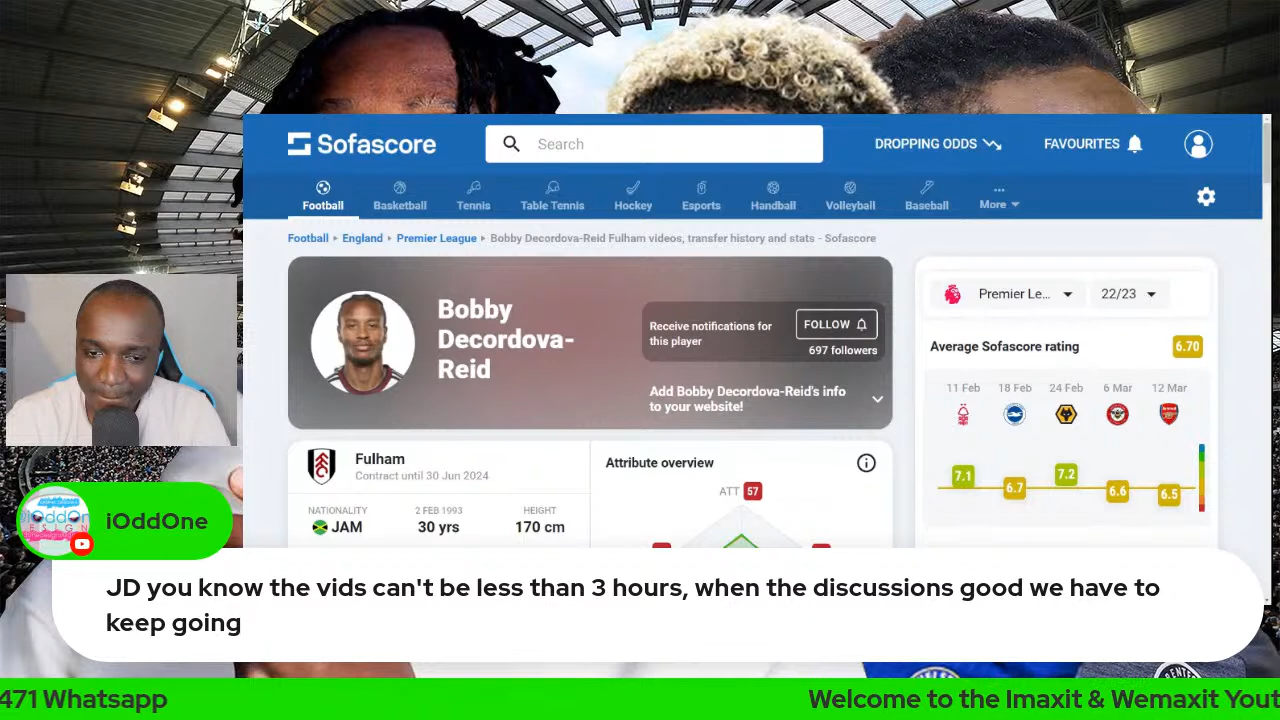 Sofascore
Search
DROPPING ODDS
FAVOURITES
Football
Basketball
Tennis
Table Tennis
Hockey
Esports
Handball
Volleyball
Baseball
More
Football
England
Premier League
Bobby Decordova-Reid Fulham videos, transfer history and stats - Sofascore
Bobby
Decordova-
Reid
Receive notifications for
this player
FOLLOW
697 followers
Add Bobby Decordova-Reid's info
to your website!
Premier Le...
22/23
Average Sofascore rating
6.70
11 Feb
18 Feb
24 Feb
6 Mar
12 Mar
7.1
6.7
7.2
6.6
6.5
Fulham
Contract until 30 Jun 2024
NATIONALITY
JAM
2 FEB 1993
30 yrs
HEIGHT
170 cm
Attribute overview
ATT 57
iOddOne
JD you know the vids can't be less than 3 hours, when the discussions good we have to
keep going
471 Whatsapp
Welcome to the Imaxit & Wemaxit Yout